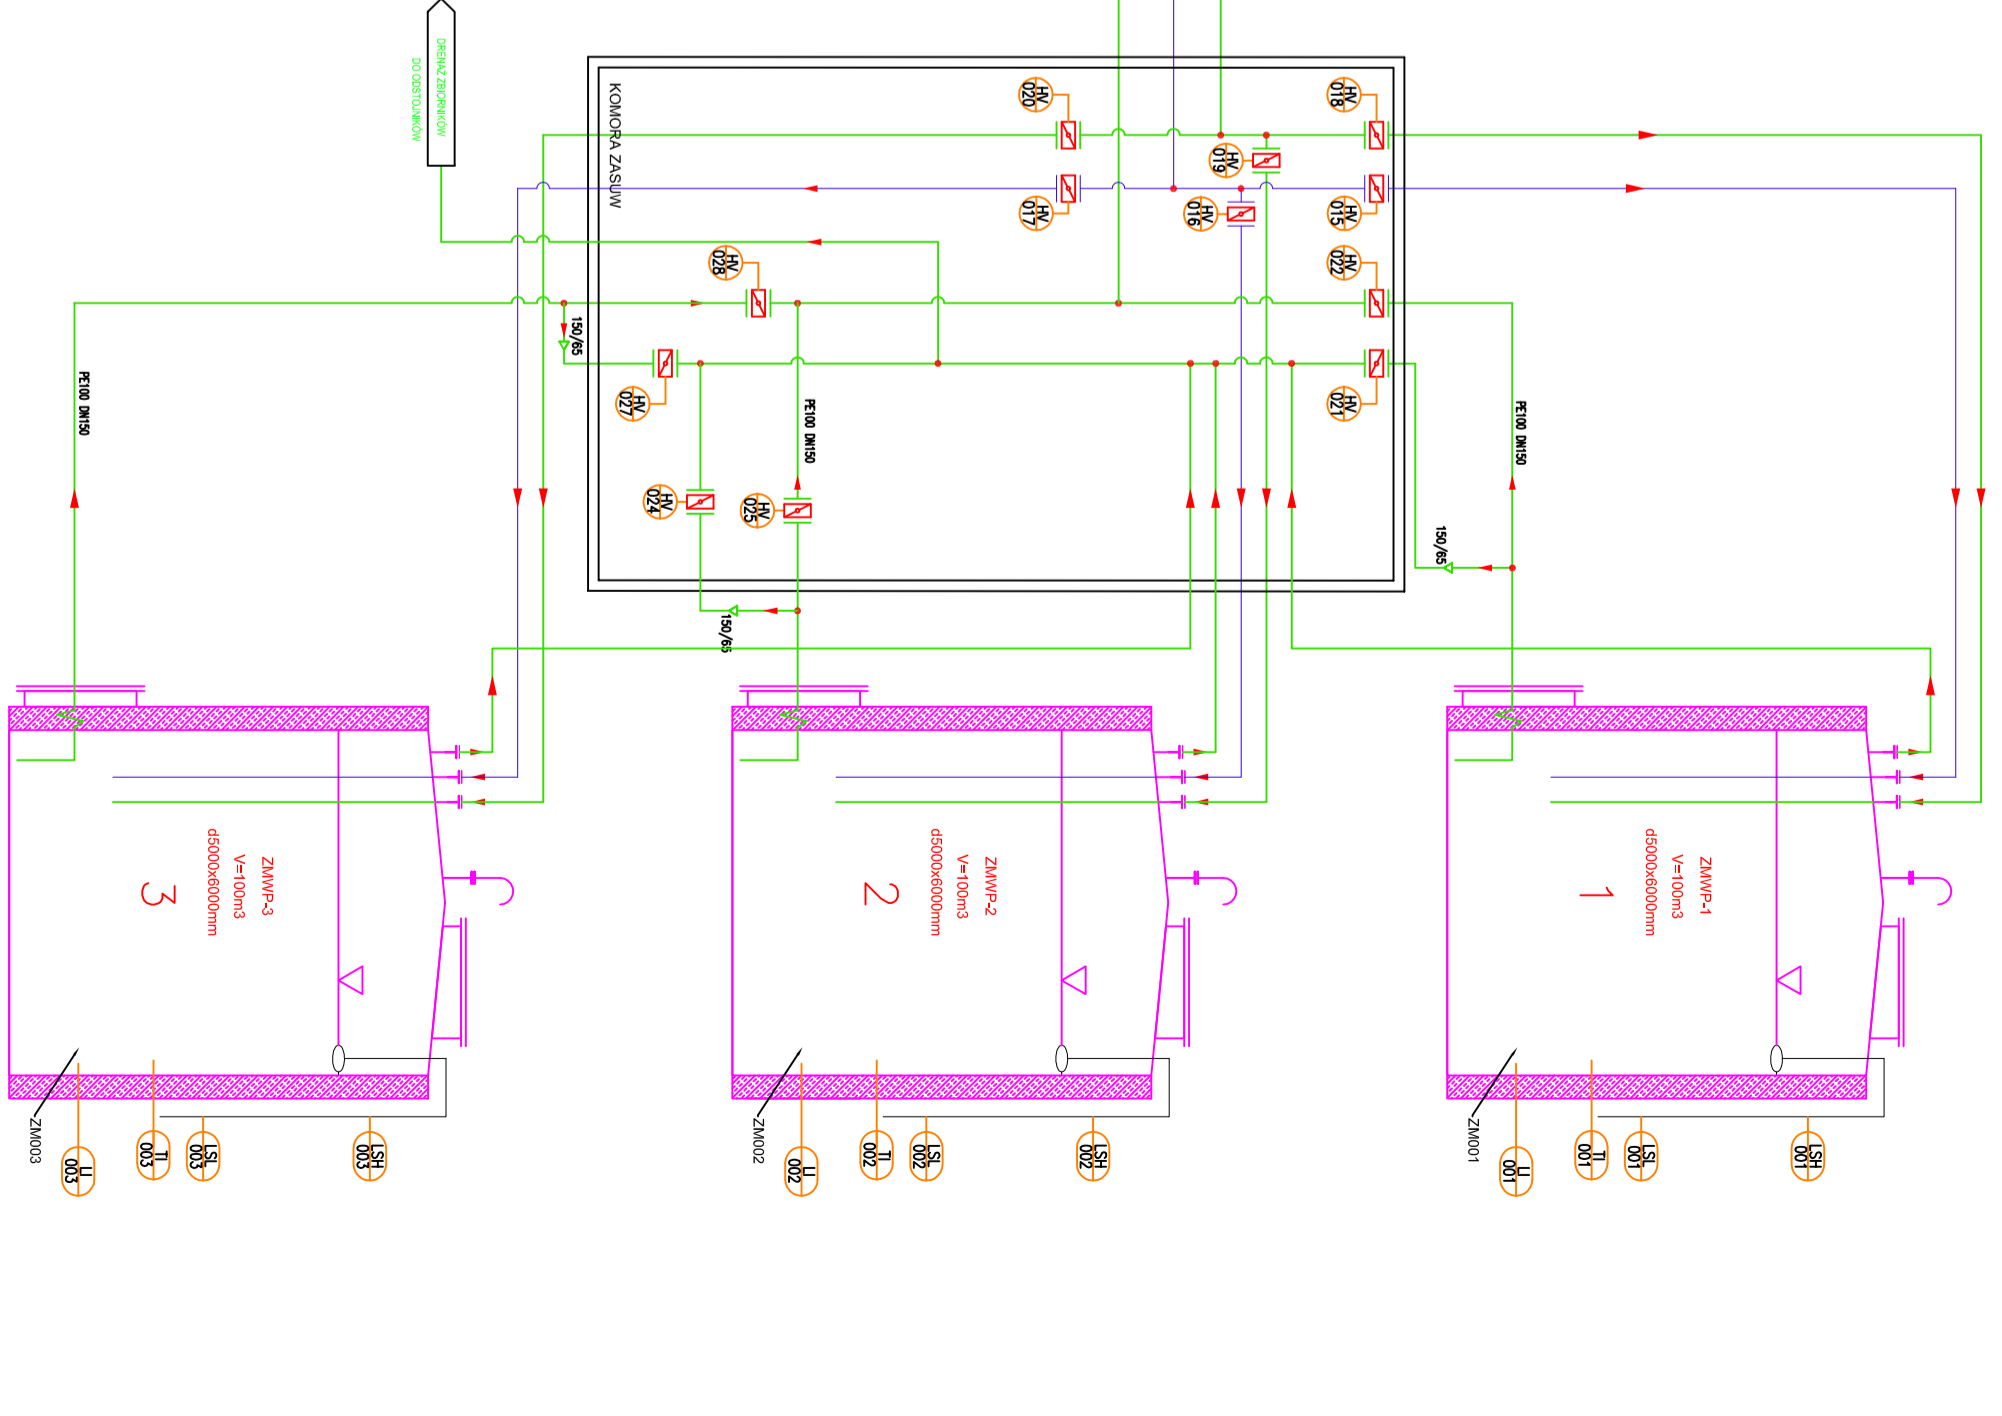 DRENAŻ ZBIORNIKÓW
DO ODSTOJNIKÓW
KOMORA ZASUW
HV
020
HV
018
HV
019
HV
017
HV
016
HV
015
HV
028
HV
022
150/65
HV
027
HV
021
PE100 DN150
PE100 DN150
PE100 DN150
HV
024
HV
025
150/65
150/65
ZMWP-3
V=100m3
d5000x6000mm
3
ZMWP-2
V=100m3
d5000x6000mm
2
ZMWP-1
V=100m3
d5000x6000mm
1
ZM003
LI
003
TI
003
LSL
003
LSH
003
ZM002
LI
002
TI
002
LSL
002
LSH
002
ZM001
LI
001
TI
001
LSL
001
LSH
001